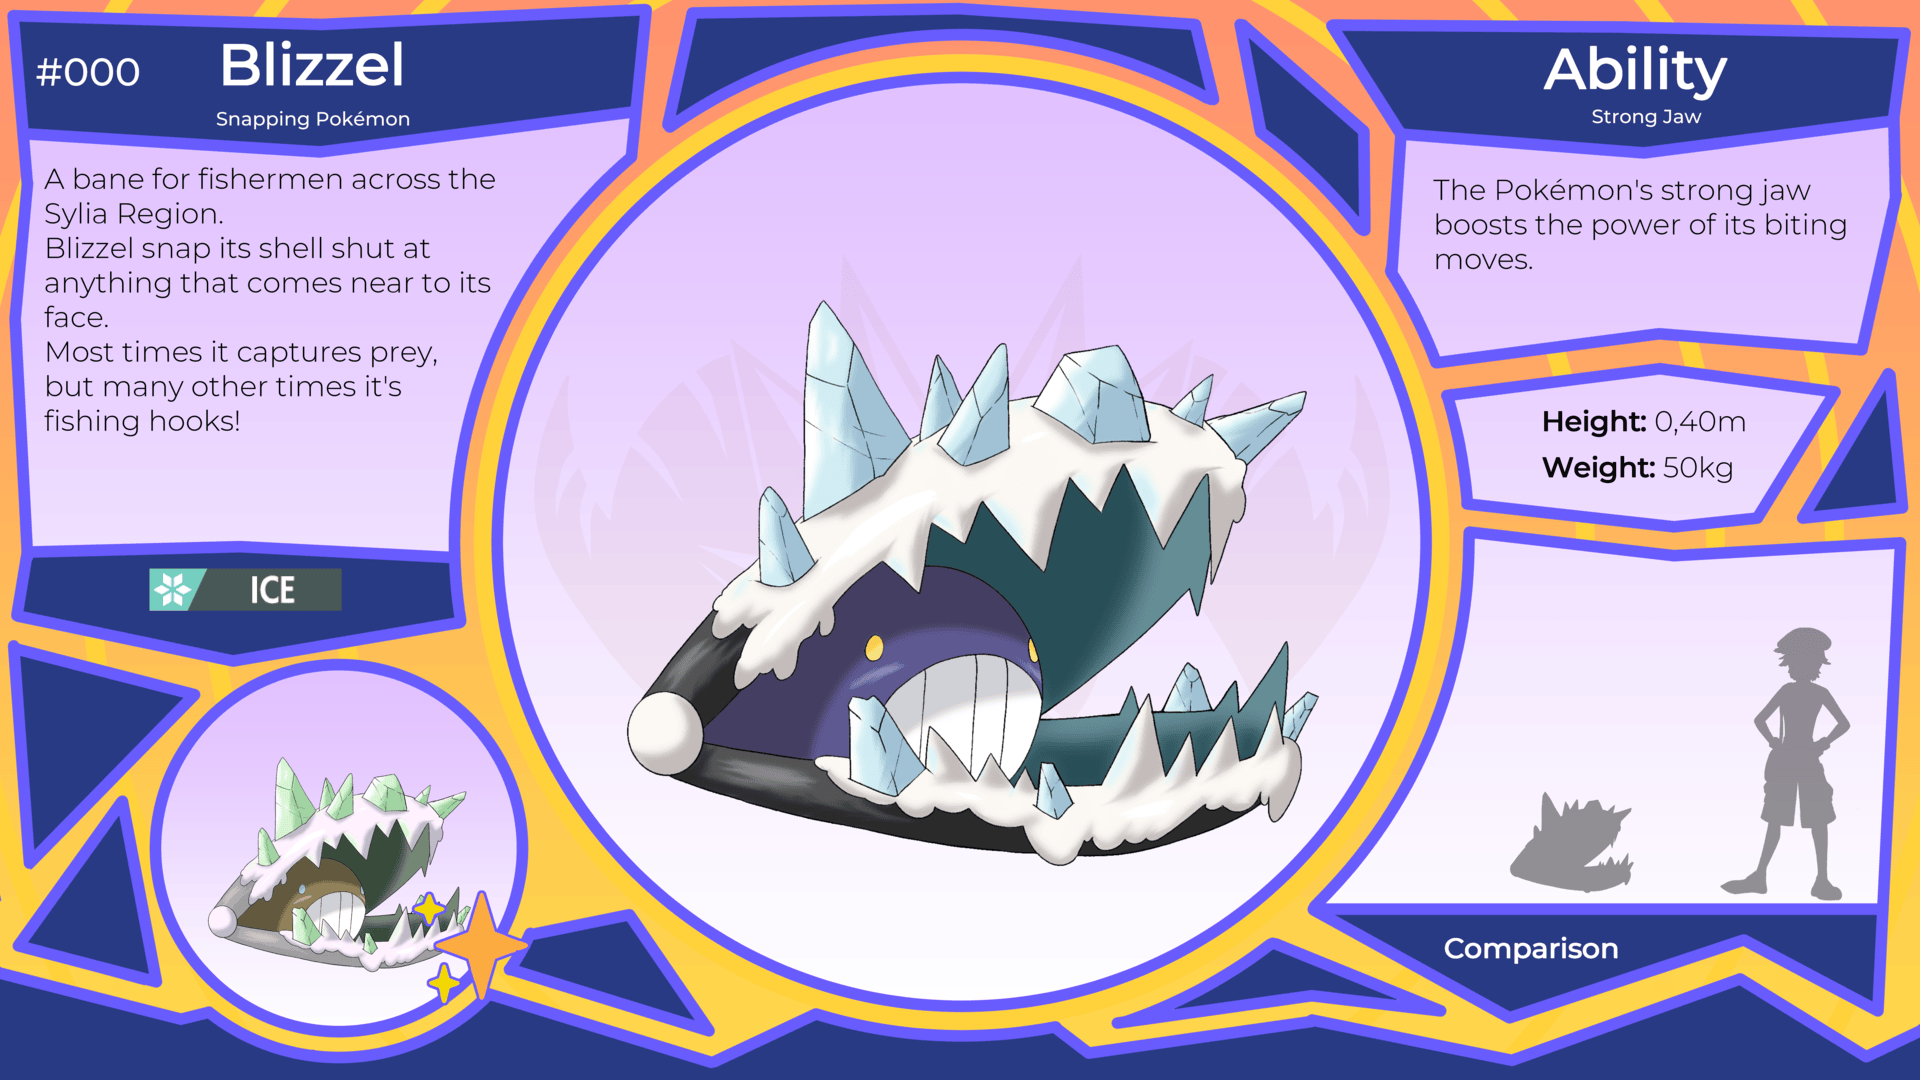 #000
Blizzel
Snapping Pokémon
A bane for fishermen across the
Sylia Region.
Blizzel snap its shell shut at
anything that comes near to its
face.
Most times it captures prey,
but many other times it's
fishing hooks!
ICE
Ability
Strong Jaw
The Pokémon's strong jaw
boosts the power of its biting
moves.
Height: 0,40m
Weight: 50kg
Comparison